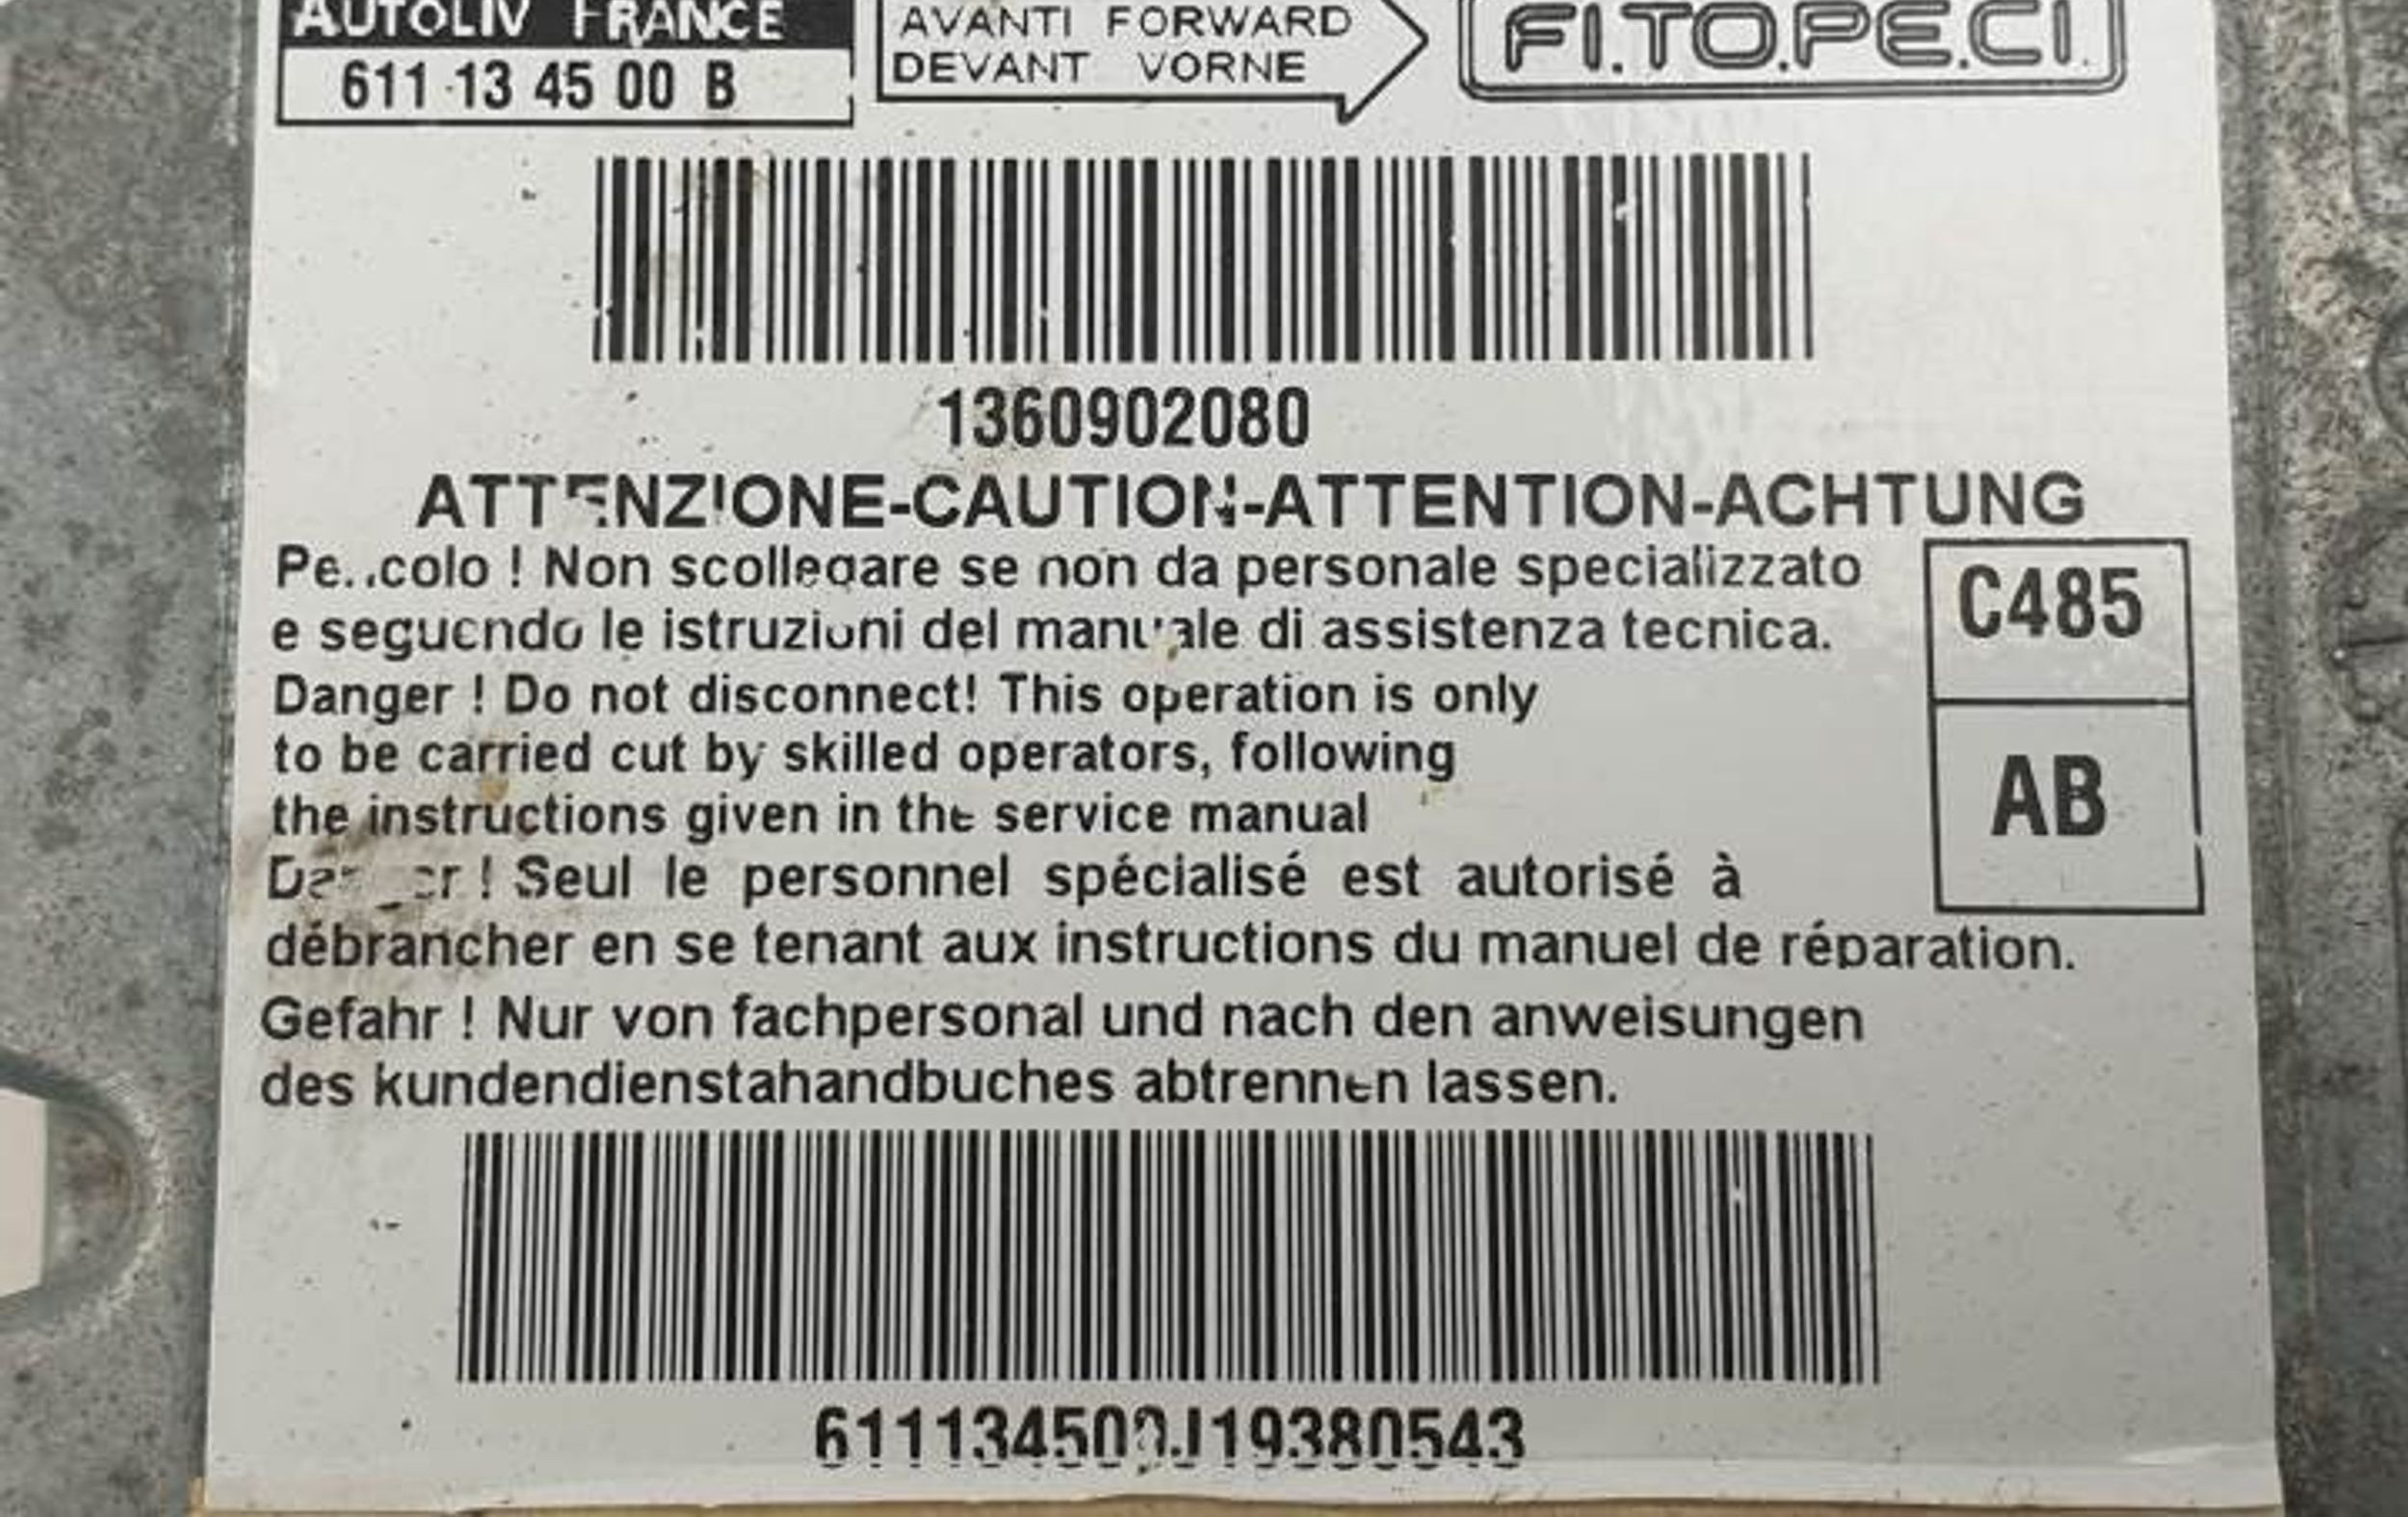 AUTOLIV FRANCE
611 13 45 00 B
AVANTI FORWARD
DEVANT VORNE
FI.TO.PE.CI.
1360902080
ATTENZIONE-CAUTION-ATTENTION-ACHTUNG
Pericolo ! Non scollegare se non da personale specializzato
e seguendo le istruzioni del manuale di assistenza tecnica.
C485
AB
Danger ! Do not disconnect! This operation is only
to be carried out by skilled operators, following
the instructions given in the service manual
Danger ! Seul le personnel spécialisé est autorisé à
débrancher en se tenant aux instructions du manuel de réparation.
Gefahr ! Nur von fachpersonal und nach den anweisungen
des kundendienstahandbuches abtrennen lassen.
611134500J19380543